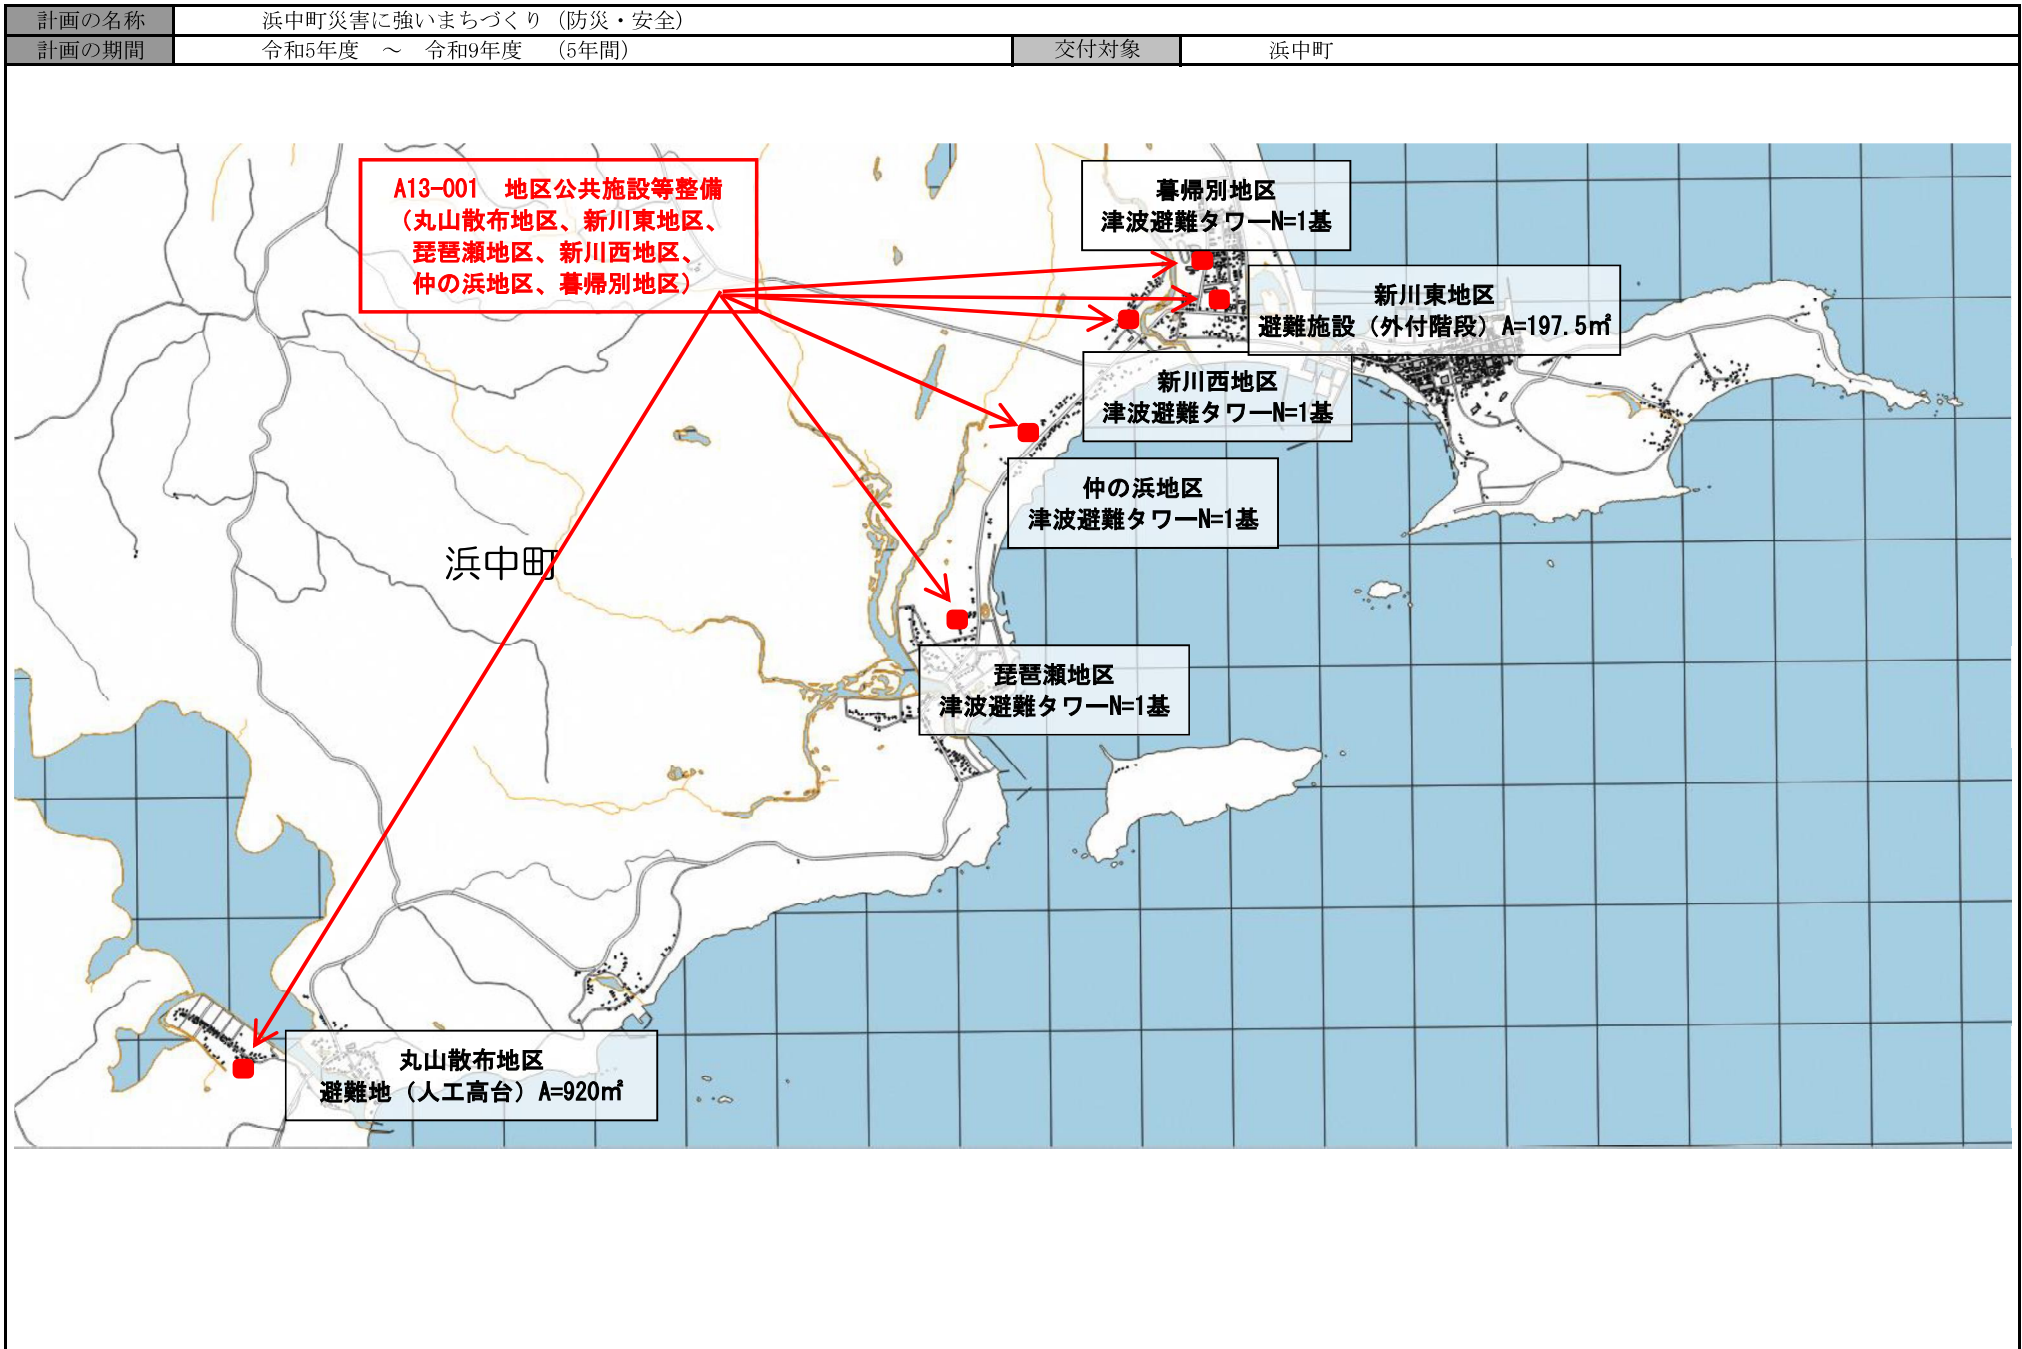 計画の名称 浜中町災害に強いまちづくり（防災・安全）
計画の期間 令和5年度　～　令和9年度　（5年間） 交付対象 浜中町
A13-001　地区公共施設等整備
（丸山散布地区、新川東地区、
琵琶瀬地区、新川西地区、
仲の浜地区、暮帰別地区）
暮帰別地区
津波避難タワーN=1基
新川東地区
避難施設（外付階段）A=197.5㎡
新川西地区
津波避難タワーN=1基
仲の浜地区
津波避難タワーN=1基
浜中町
琵琶瀬地区
津波避難タワーN=1基
丸山散布地区
避難地（人工高台）A=920㎡